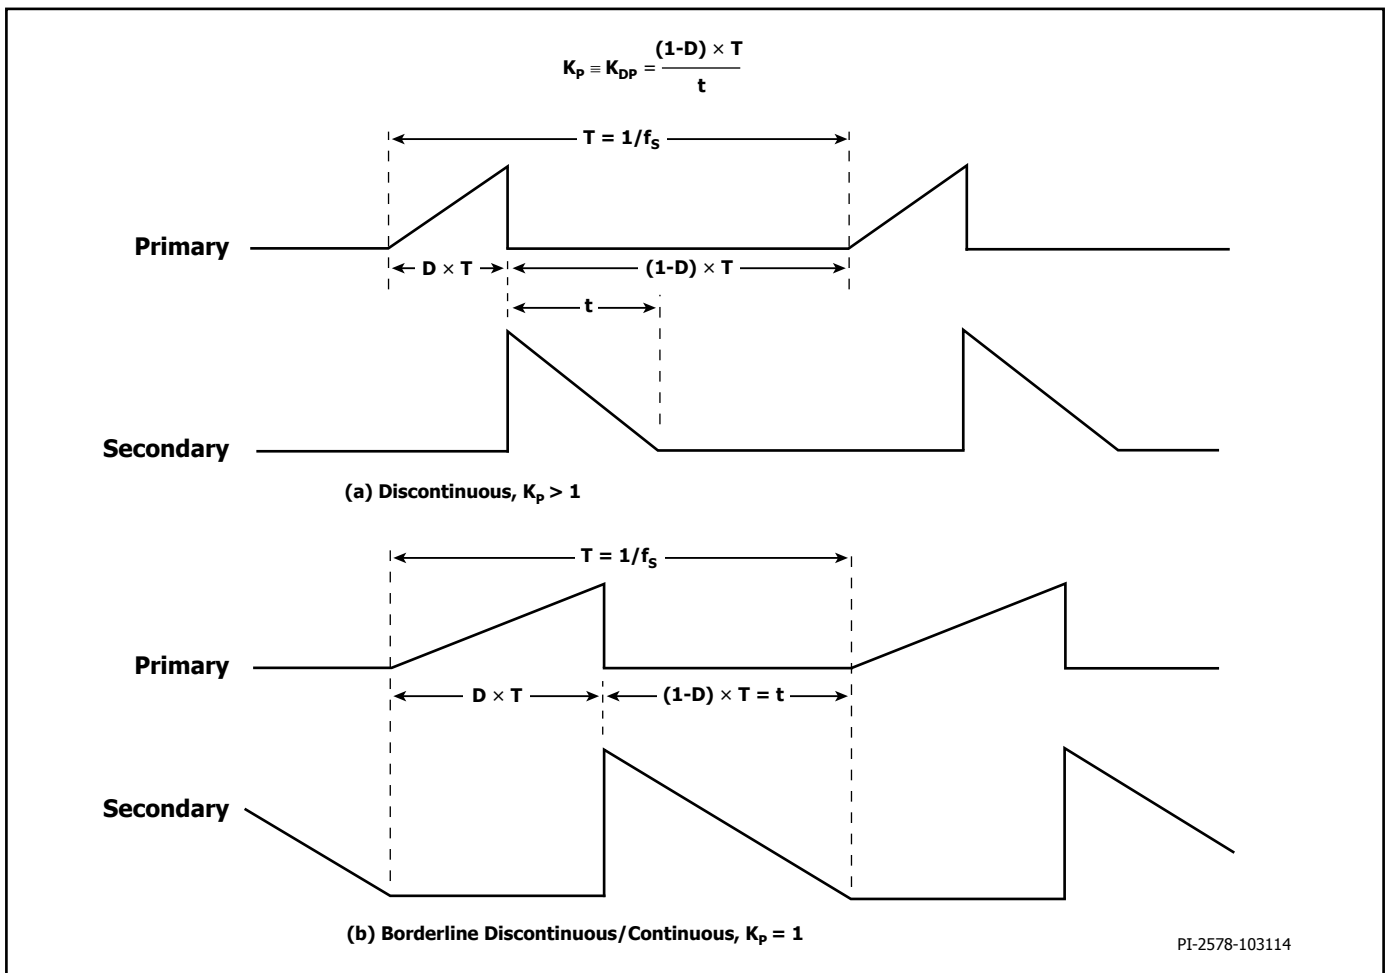 K_P ≡ K_DP = (1-D) × T / t
T = 1/f_S
Primary
D × T
(1-D) × T
t
Secondary
(a) Discontinuous, K_P > 1
T = 1/f_S
Primary
D × T
(1-D) × T = t
Secondary
(b) Borderline Discontinuous/Continuous, K_P = 1
PI-2578-103114